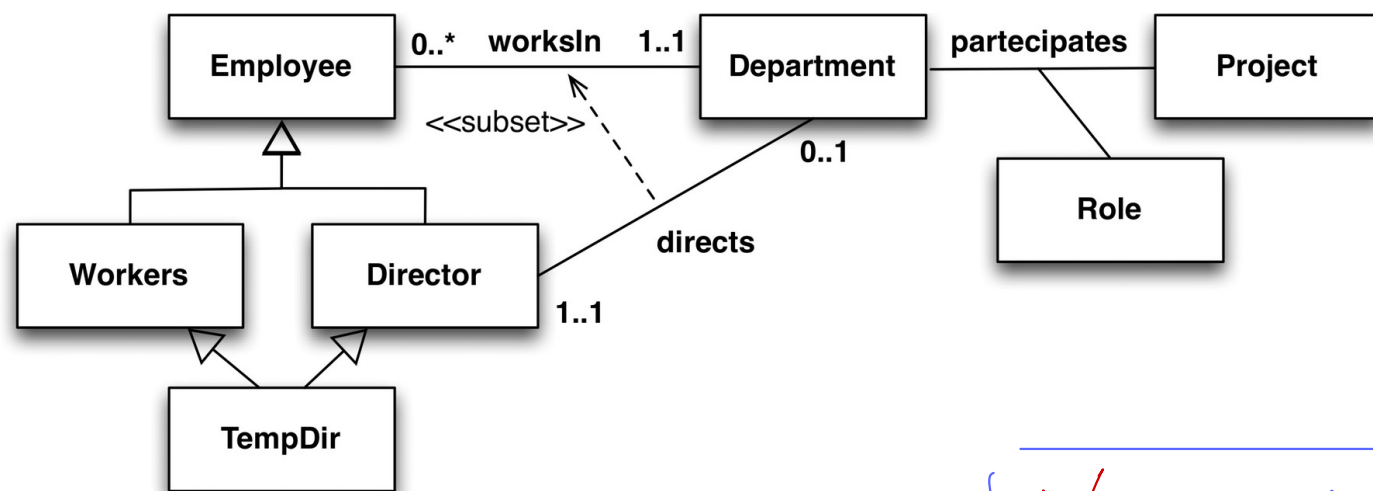 0..* worksIn 1..1
partecipates
Employee
Department
Project
<<subset>>
0..1
Role
directs
Workers
Director
1..1
TempDir